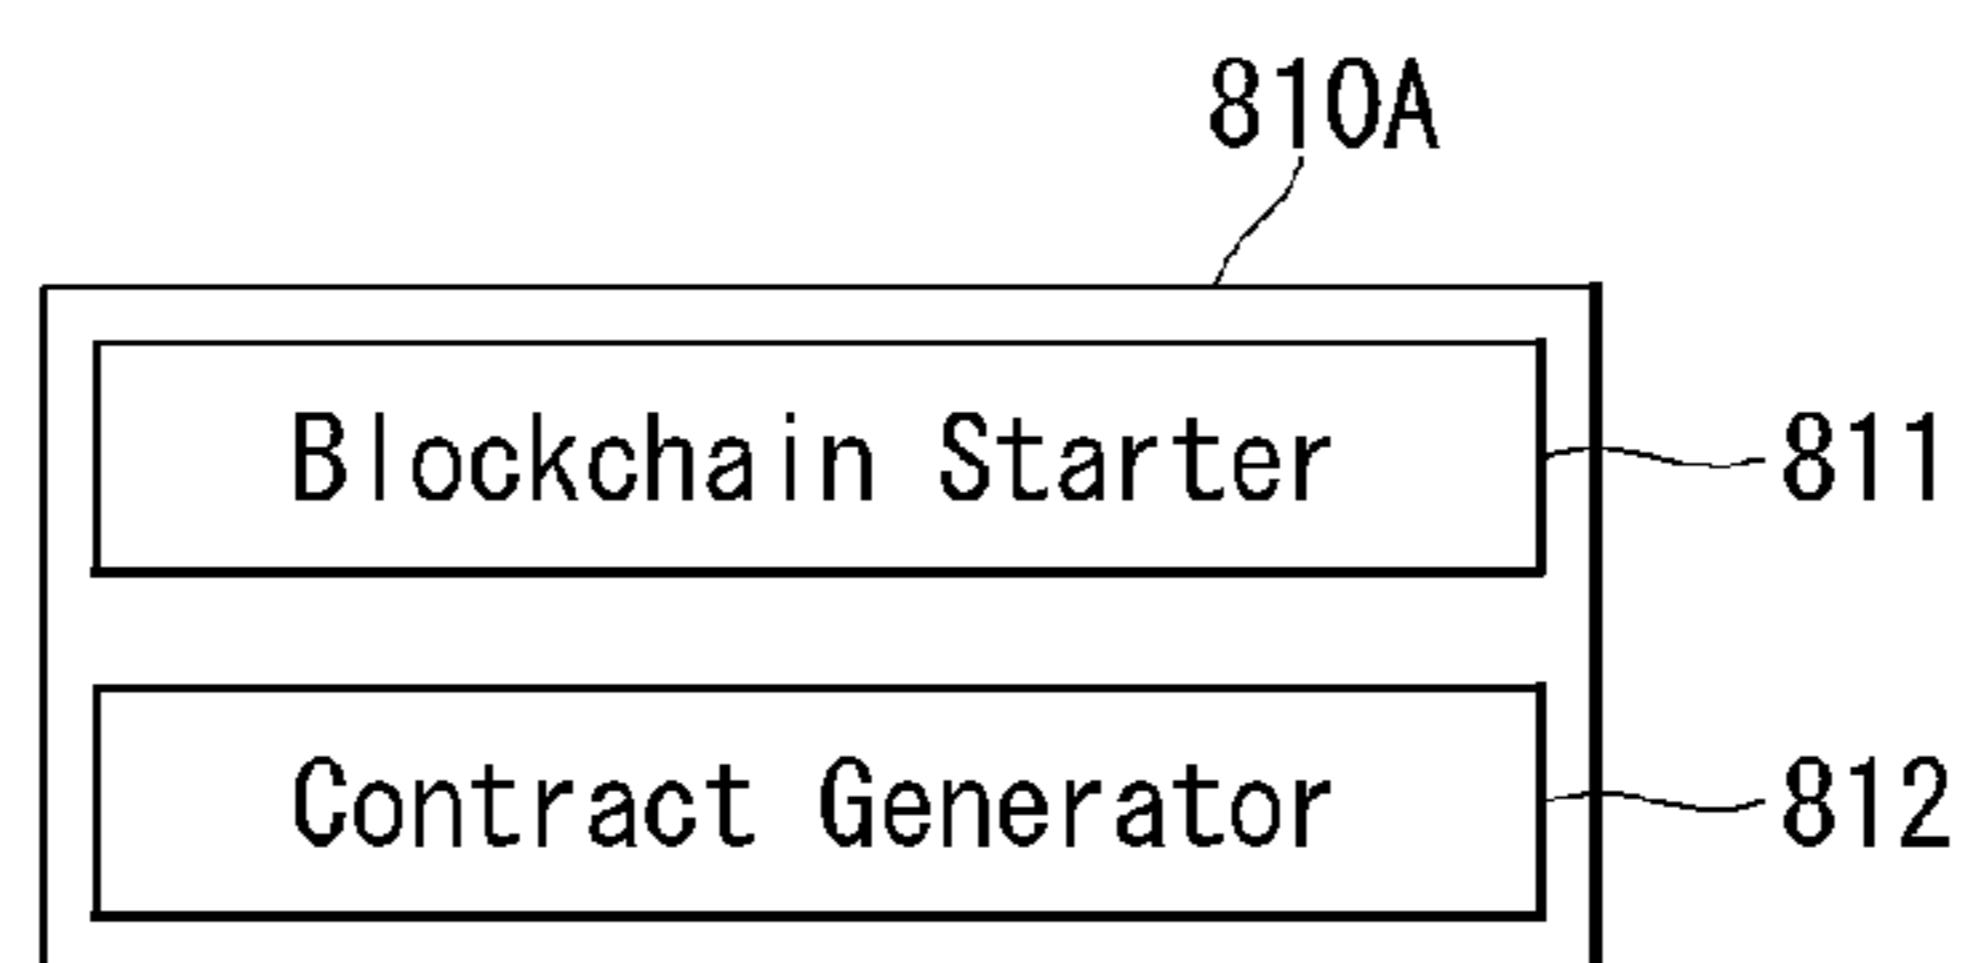 810A
Blockchain Starter
811
Contract Generator
812